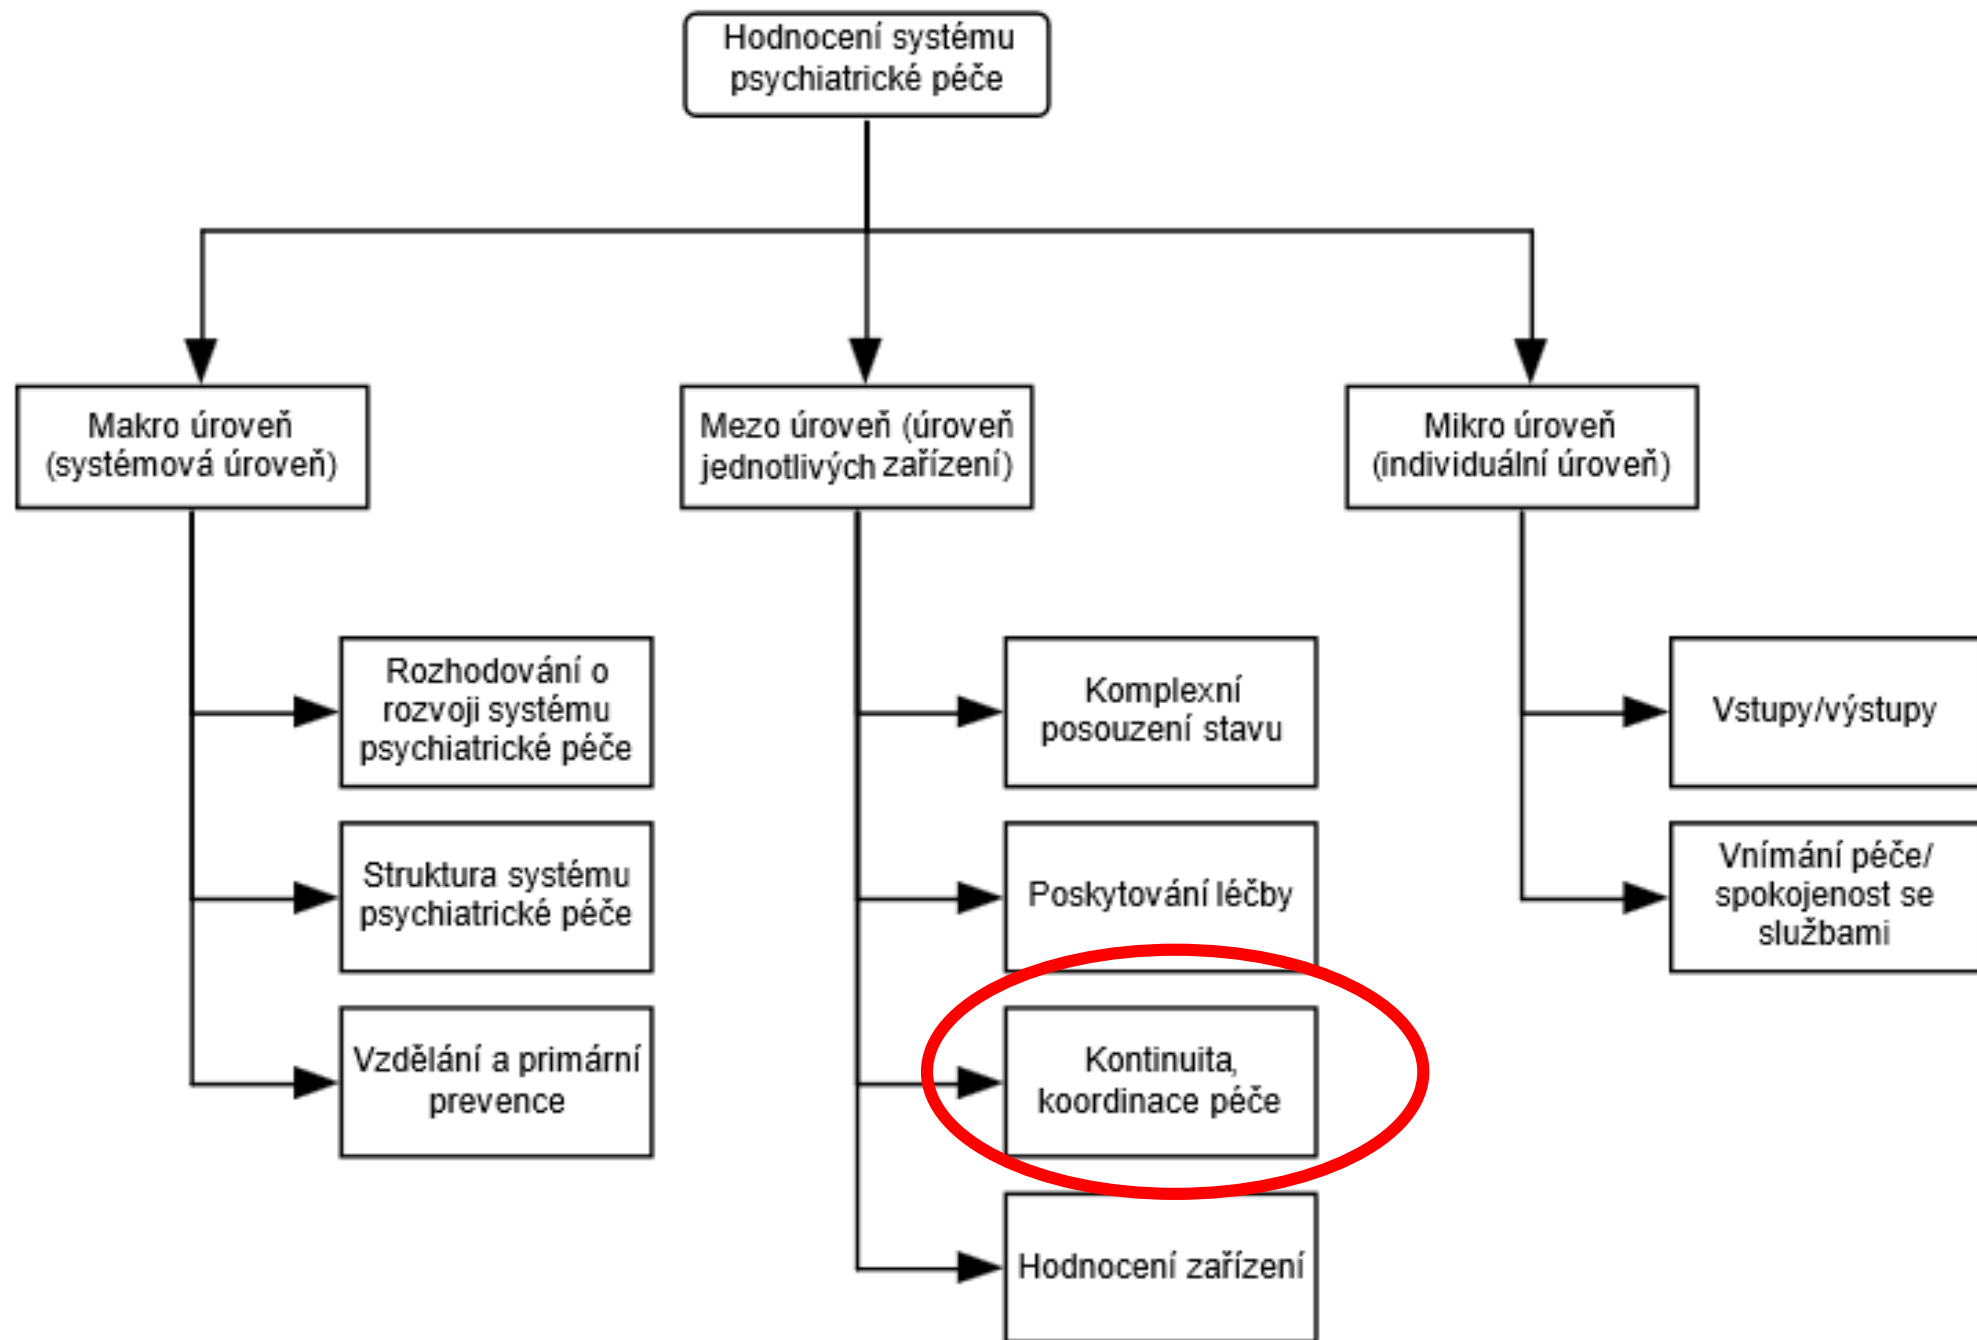 Hodnocení systému
psychiatrické péče
Makro úroveň
(systémová úroveň)
Mezo úroveň (úroveň
jednotlivých zařízení)
Mikro úroveň
(individuální úroveň)
Rozhodování o
rozvoji systému
psychiatrické péče
Struktura systému
psychiatrické péče
Vzdělání a primární
prevence
Komplexní
posouzení stavu
Poskytování léčby
Kontinuita,
koordinace péče
Hodnocení zařízení
Vstupy/výstupy
Vnímání péče/
spokojenost se
službami